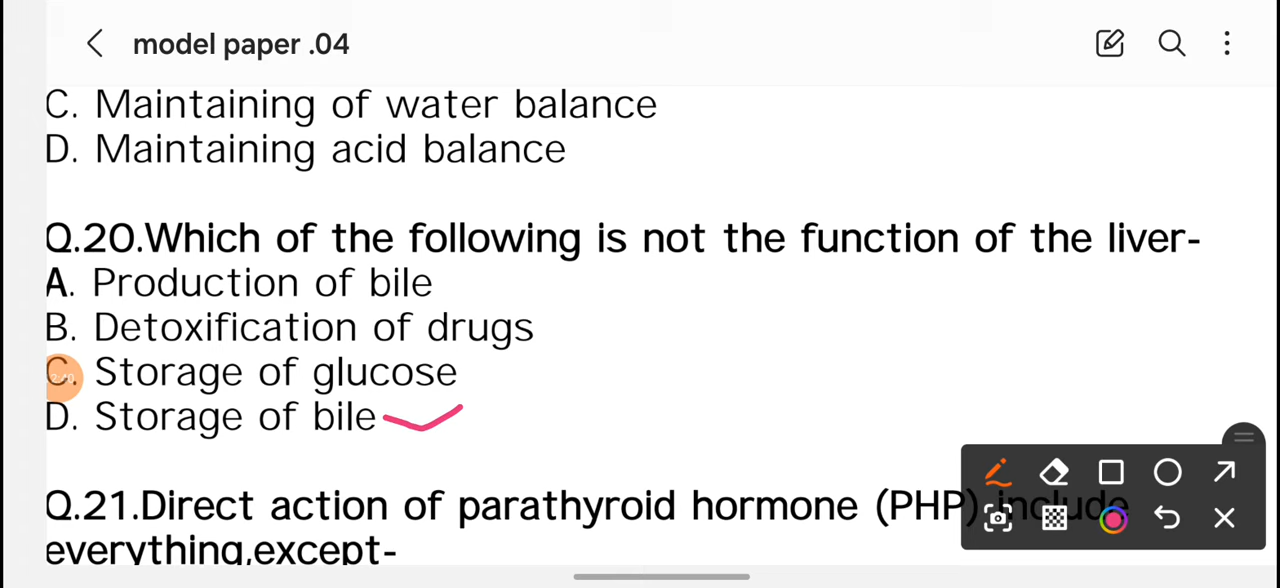 model paper .04
C. Maintaining of water balance
D. Maintaining acid balance
Q.20.Which of the following is not the function of the liver-
A. Production of bile
B. Detoxification of drugs
C. Storage of glucose
D. Storage of bile
Q.21.Direct action of parathyroid hormone (PHP) include
everything,except-